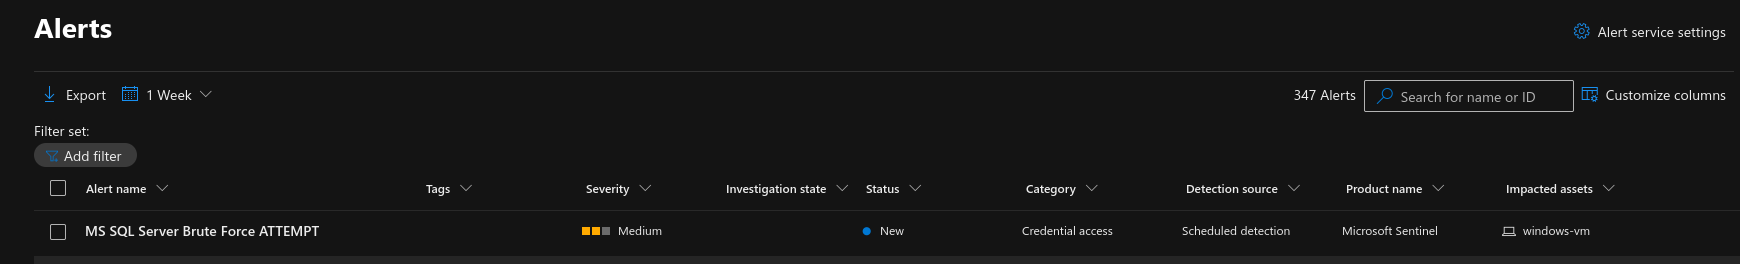 Alerts
Alert service settings
Export 1 Week 347 Alerts Search for name or ID Customize columns
Filter set:
Add filter
Alert name Tags Severity Investigation state Status Category Detection source Product name Impacted assets
MS SQL Server Brute Force ATTEMPT Medium New Credential access Scheduled detection Microsoft Sentinel windows-vm